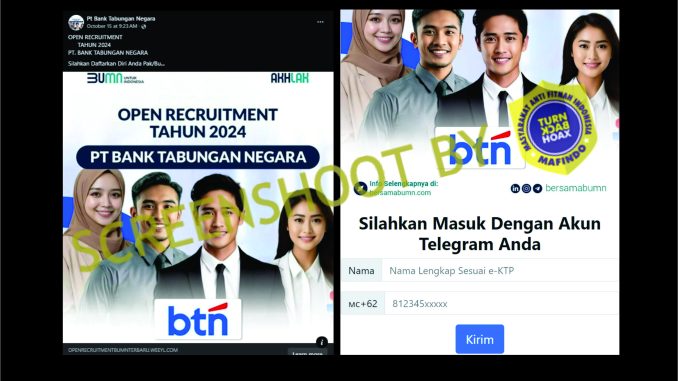 Pt Bank Tabungan Negara
October 15 at 9:23 AM
OPEN RECRUITMENT
TAHUN 2024
PT. BANK TABUNGAN NEGARA
Silahkan Daftarkan Diri Anda Pak/Bu...
BUMN UNTUK INDONESIA
AKHLAK
OPEN RECRUITMENT
TAHUN 2024
PT BANK TABUNGAN NEGARA
btn
OPENRECRUITMENTBUMNTERBARU.WEEYL.COM
Learn more
btn
Info Selengkapnya di:
bersamabumn.com
bersamabumn
Silahkan Masuk Dengan Akun
Telegram Anda
Nama
Nama Lengkap Sesuai e-KTP
мс+62
812345xxxxx
Kirim
SCREENSHOOT BY
MASYARAKAT ANTI FITNAH INDONESIA
TURN
BACK
HOAX
MAFINDO